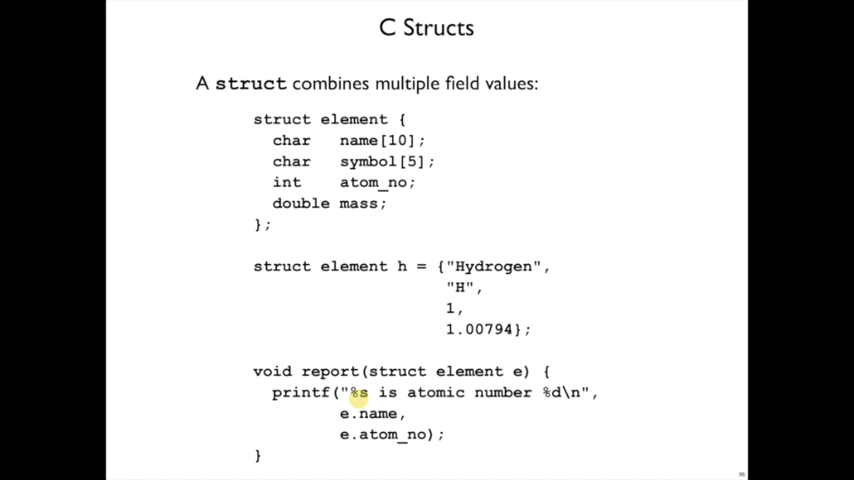 C Structs
A struct combines multiple field values:
struct element {
char name[10];
char symbol[5];
int atom_no;
double mass;
};
struct element h = {"Hydrogen",
"H",
1,
1.00794};
void report(struct element e) {
printf("%s is atomic number %d\n",
e.name,
e.atom_no);
}
96